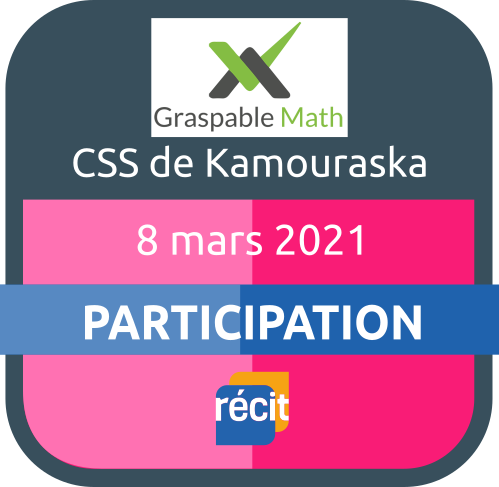 Graspable Math
CSS de Kamouraska
8 mars 2021
PARTICIPATION
récit